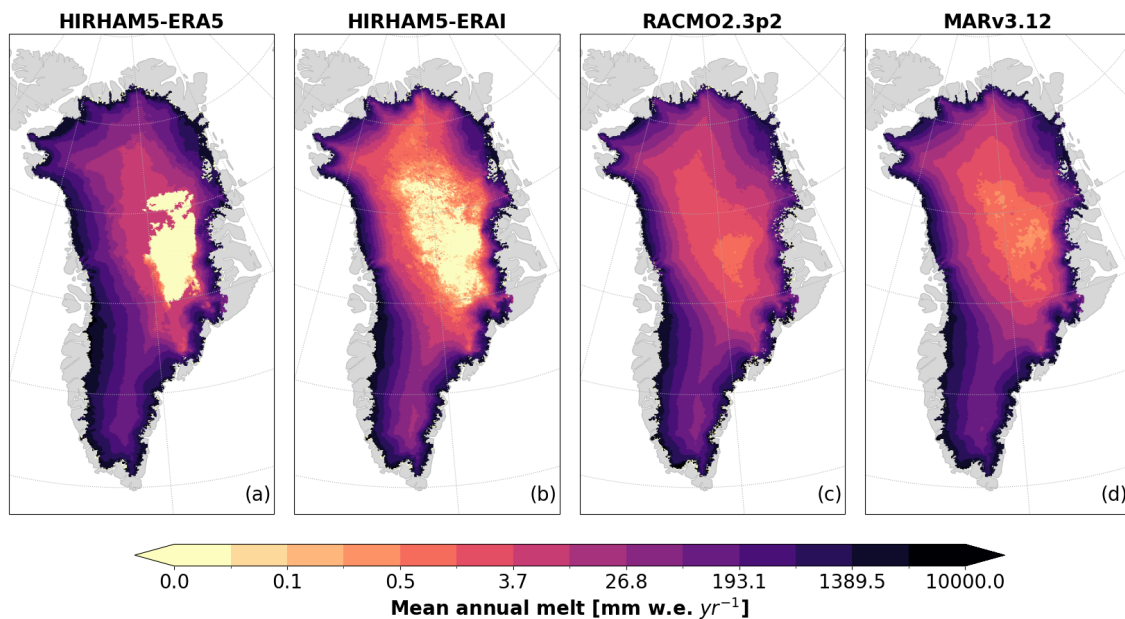 HIRHAM5-ERA5 HIRHAM5-ERAI RACMO2.3p2 MARv3.12
(a) (b) (c) (d)
0.0 0.1 0.5 3.7 26.8 193.1 1389.5 10000.0
Mean annual melt [mm w.e. yr⁻¹]